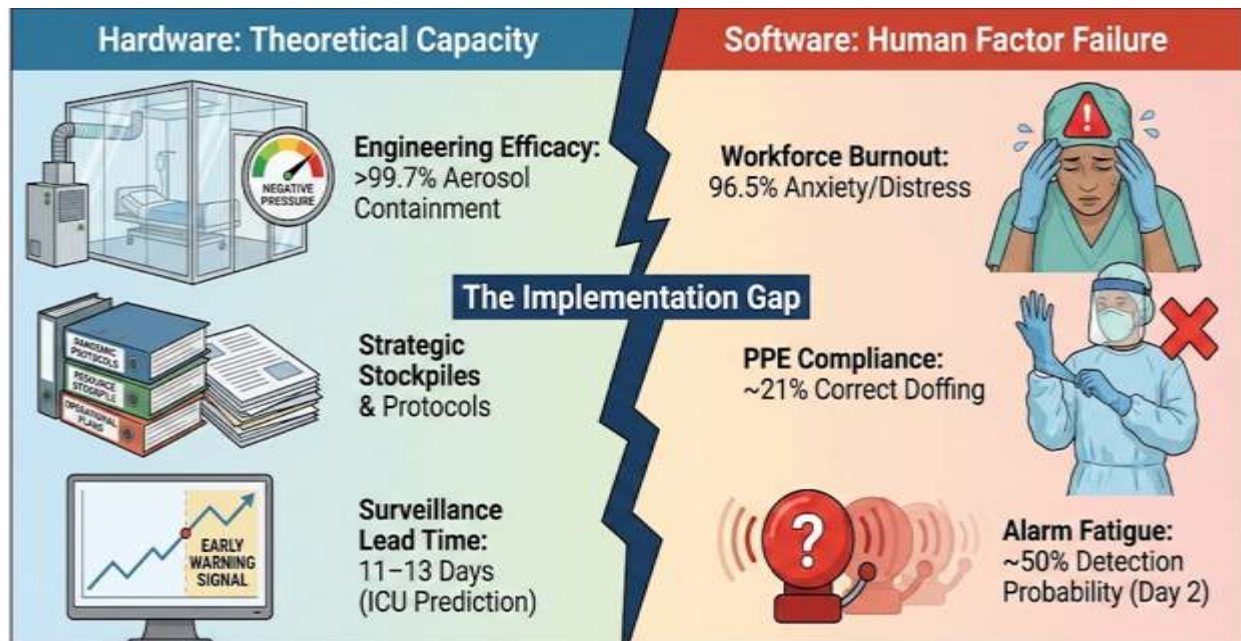 Hardware: Theoretical Capacity
Software: Human Factor Failure
NEGATIVE
PRESSURE
Engineering Efficacy:
>99.7% Aerosol
Containment
Workforce Burnout:
96.5% Anxiety/Distress
The Implementation Gap
PANDEMIC
PROTOCOLS
RESOURCE
STOCKPILE
OPERATIONAL
PLANS
Strategic
Stockpiles
& Protocols
PPE Compliance:
~21% Correct Doffing
EARLY
WARNING
SIGNAL
Surveillance
Lead Time:
11–13 Days
(ICU Prediction)
?
Alarm Fatigue:
~50% Detection
Probability (Day 2)